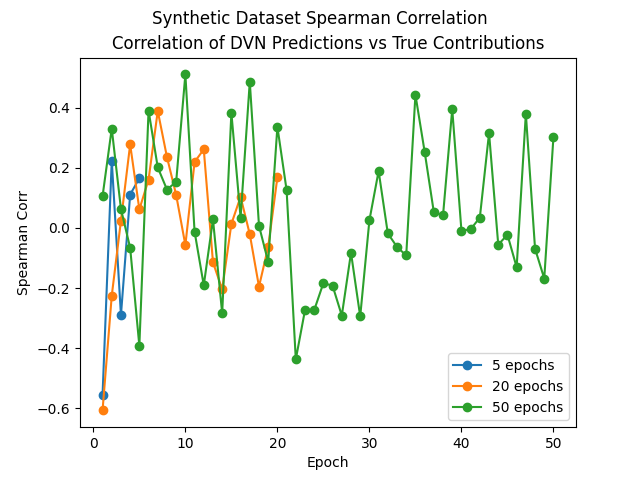 Synthetic Dataset Spearman Correlation
Correlation of DVN Predictions vs True Contributions
Spearman Corr
0.4
0.2
0.0
−0.2
−0.4
−0.6
5 epochs
20 epochs
50 epochs
0 10 20 30 40 50
Epoch